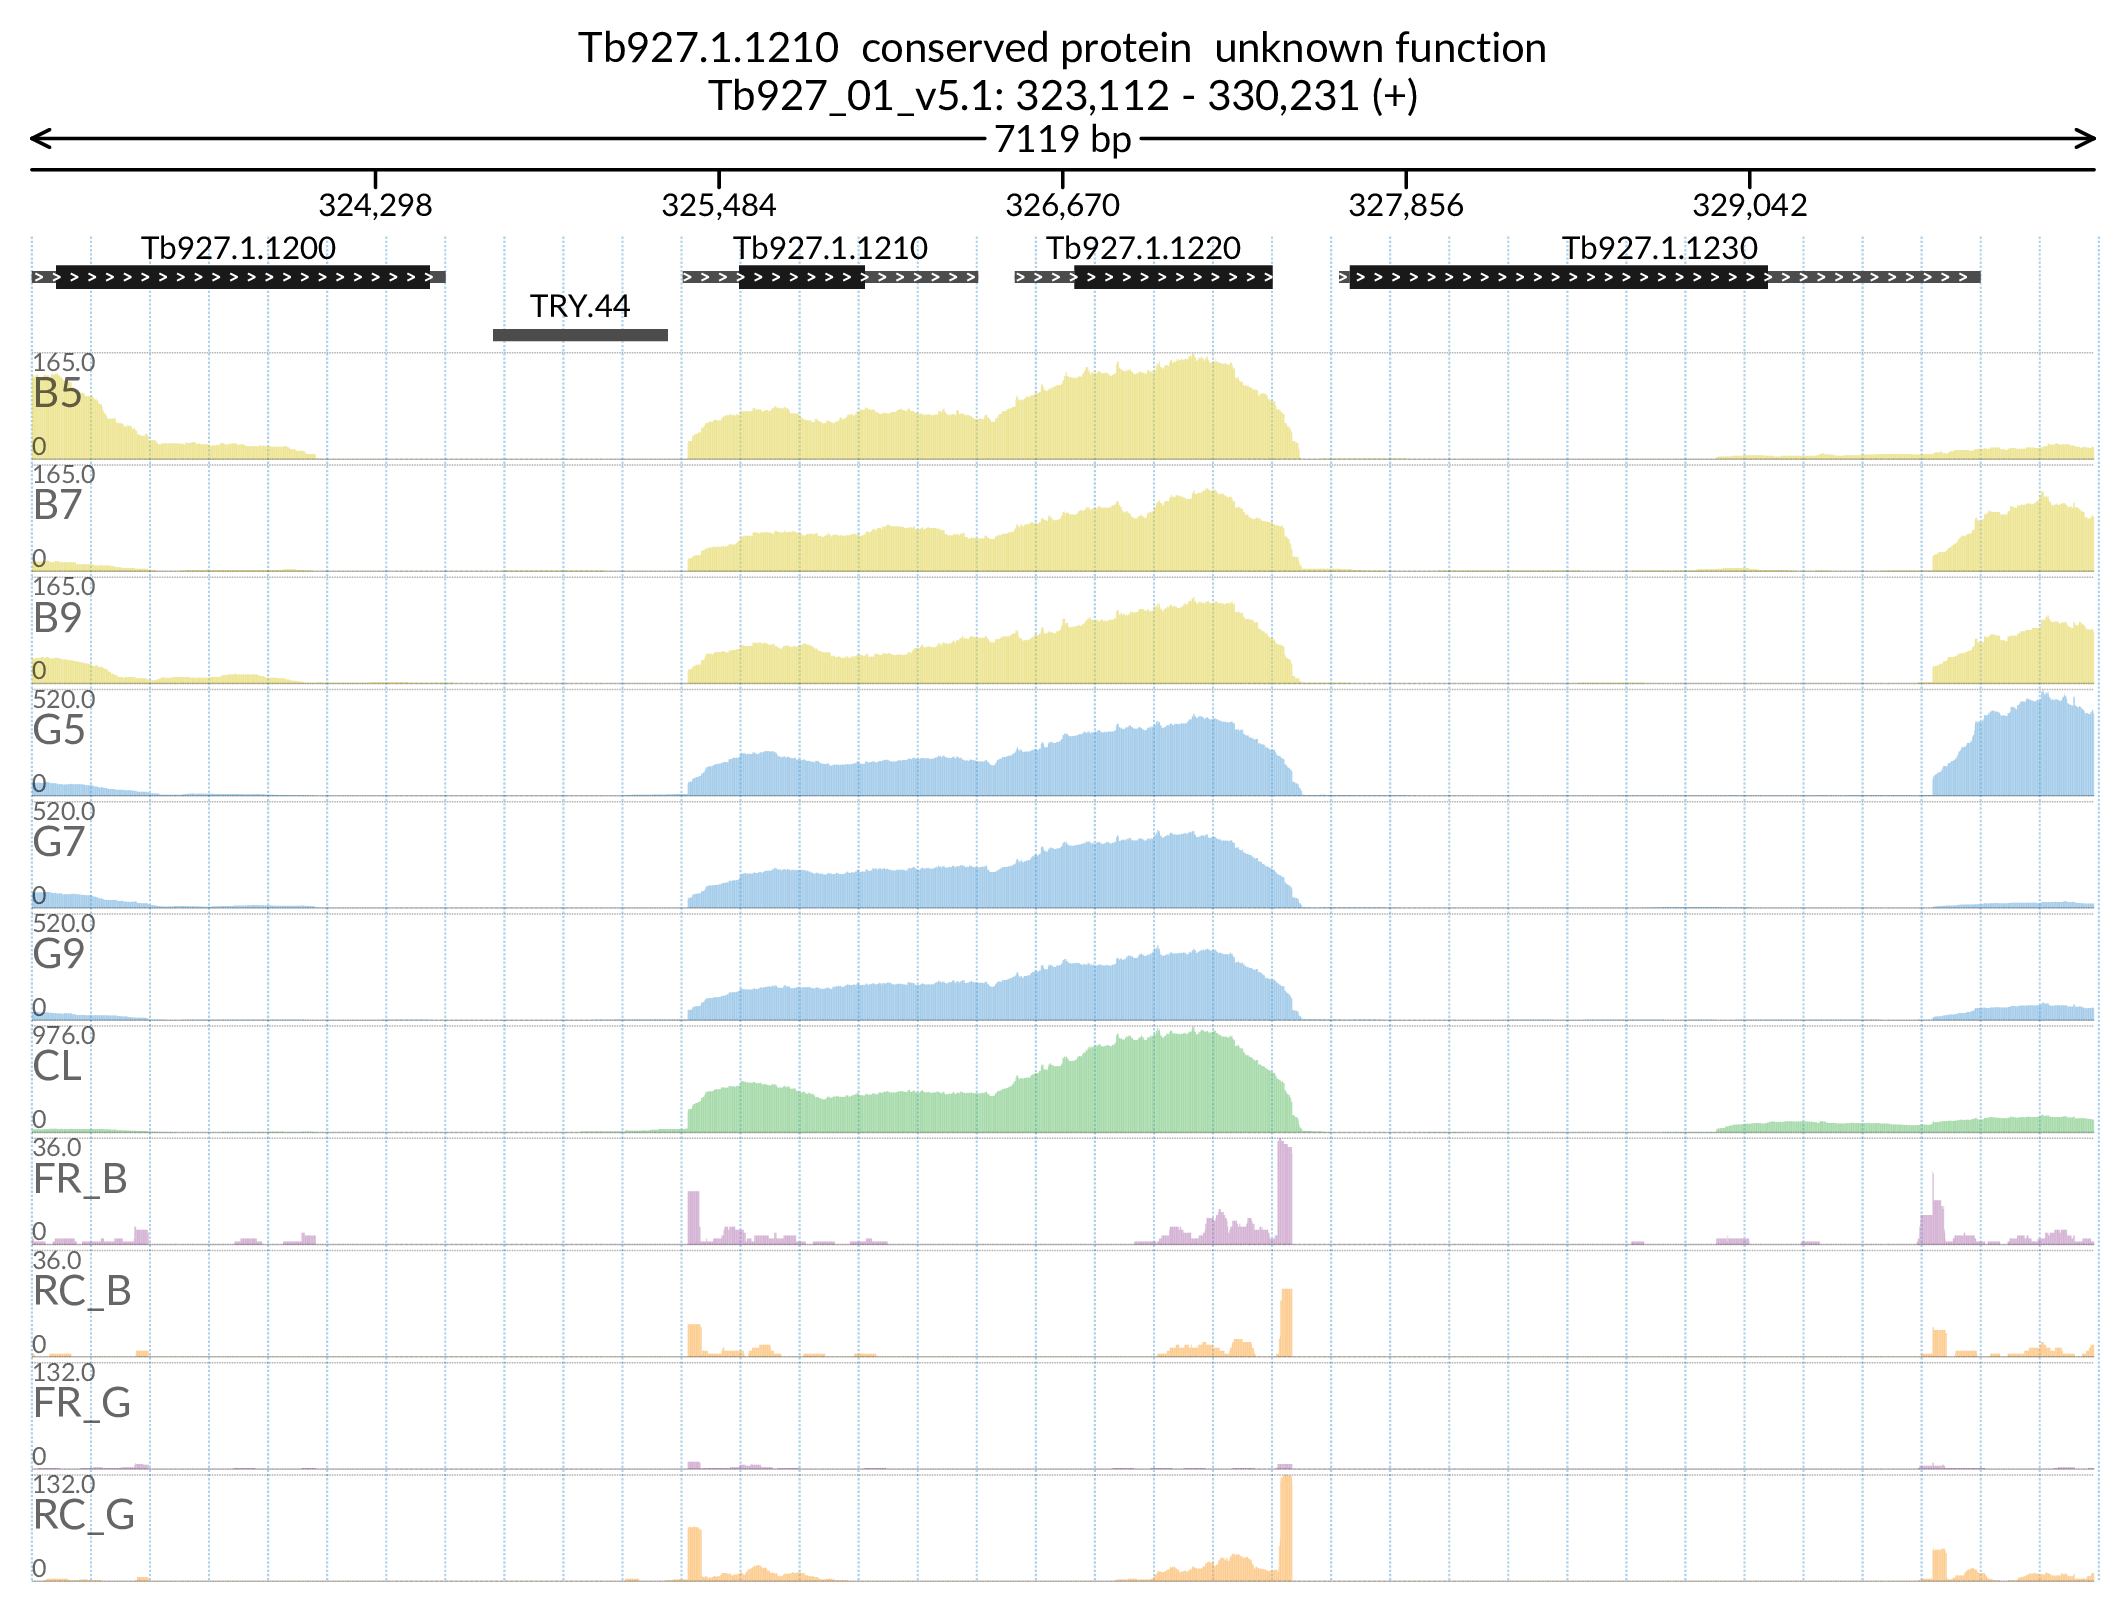 Tb927.1.1210  conserved protein  unknown function
Tb927_01_v5.1: 323,112 - 330,231 (+)
7119 bp
324,298 325,484 326,670 327,856 329,042
Tb927.1.1200 Tb927.1.1210 Tb927.1.1220 Tb927.1.1230
TRY.44
165.0
B5
0
165.0
B7
0
165.0
B9
0
520.0
G5
0
520.0
G7
0
520.0
G9
0
976.0
CL
0
36.0
FR_B
0
36.0
RC_B
0
132.0
FR_G
0
132.0
RC_G
0